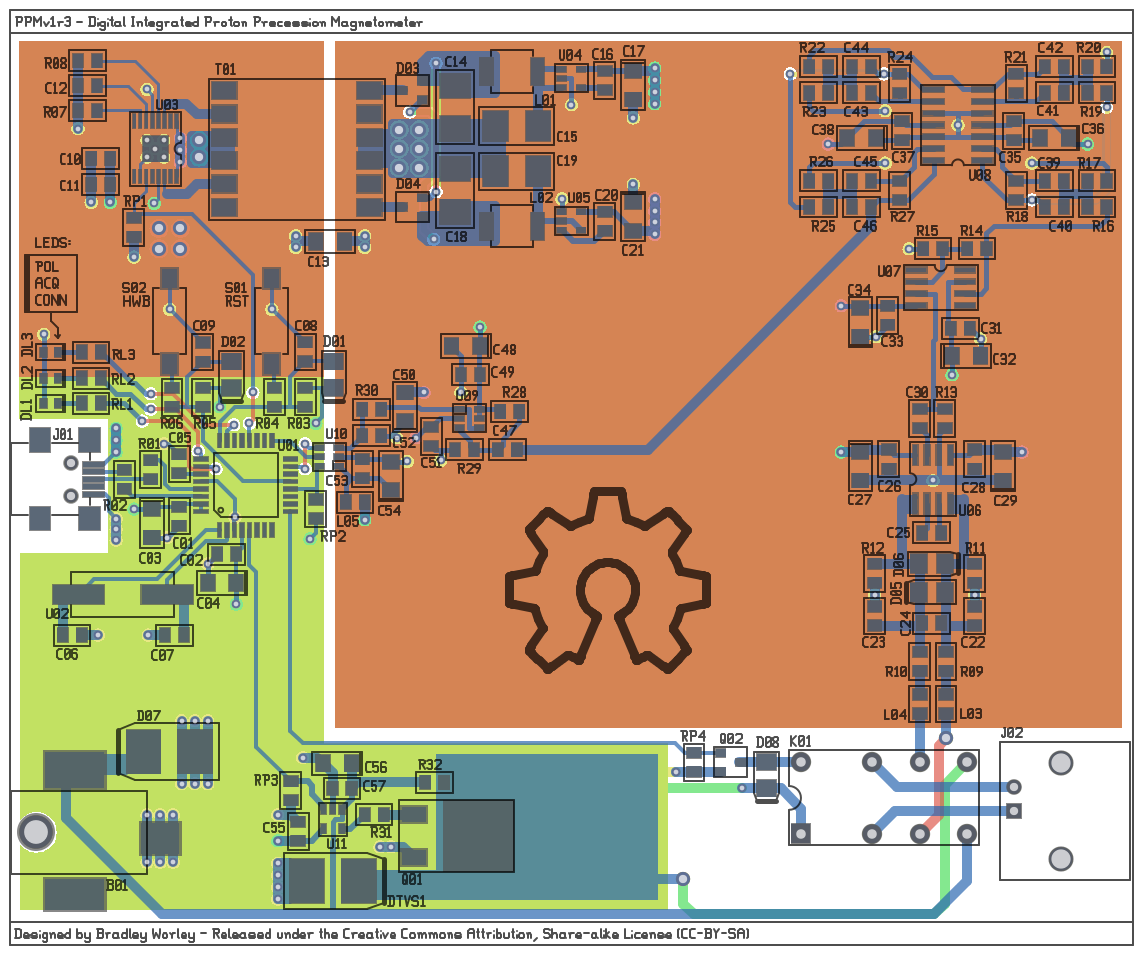 PPMv1r3 - Digital Integrated Proton Precession Magnetometer
R08
C12
R07
U03
T01
D03
C14
L01
U04
C16
C17
C15
R22
C44
R24
R21
C42
R20
R23
C43
C41
R19
C38
C37
C35
C36
C10
C11
RP1
D04
C19
L02
C18
U05
C20
C21
C13
R26
C45
U08
C39
R17
R25
C46
R27
R18
C40
R16
LEDS:
POL
ACQ
CONN
S02
HWB
S01
RST
R15
R14
U07
C34
C33
C31
C32
DL3
RL3
DL2
RL2
DL1
RL1
C09
D02
C08
D01
C48
C49
R06
R05
R04
R03
R30
C50
U09
R28
C47
C52
C51
R29
C30
R13
J01
R01
C05
U01
U10
C53
C54
L05
RP2
R02
C03
C01
C02
C04
C27
C26
C28
C29
U06
C25
R12
D06
R11
D05
C23
C24
C22
U02
C06
C07
R10
R09
L04
L03
D07
RP3
C56
C57
R32
RP4
Q02
D08
K01
J02
C55
U11
R31
Q01
B01
DTVS1
Designed by Bradley Worley - Released under the Creative Commons Attribution, Share-alike License (CC-BY-SA)